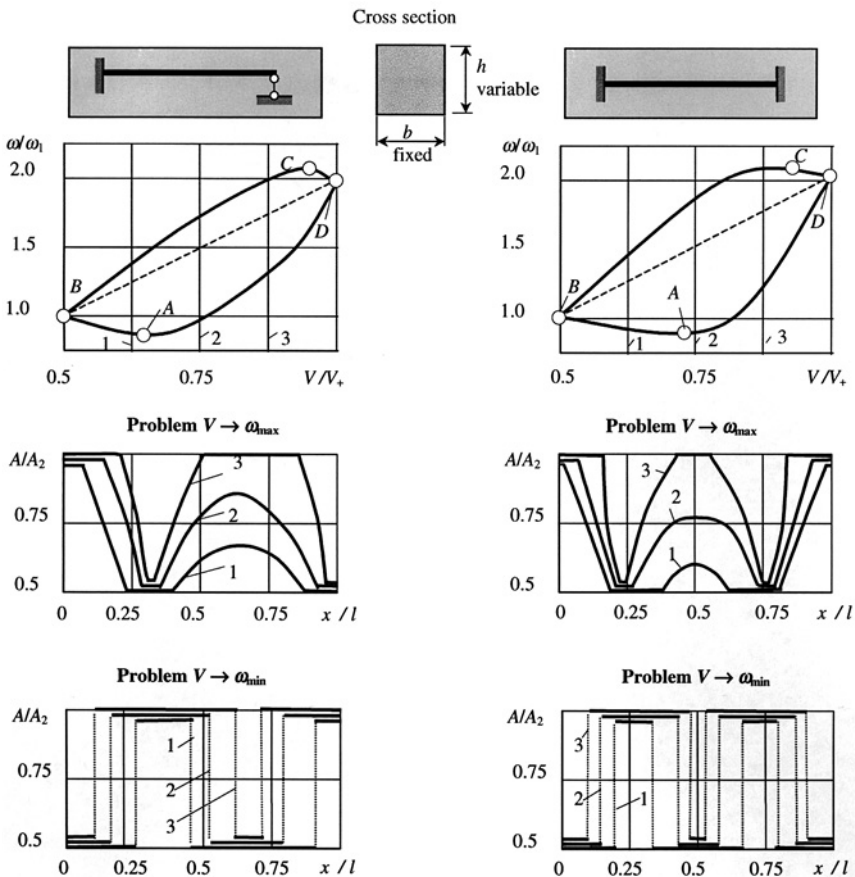 Cross section
h
variable
b
fixed
ω/ω₁
2.0
1.5
1.0
B
A
C
D
1
2
3
0.5
0.75
V/V₊
ω/ω₁
2.0
1.5
1.0
B
A
C
D
1
2
3
0.5
0.75
V/V₊
Problem V → ω_max
A/A₂
0.75
0.5
3
2
1
0
0.25
0.5
0.75
x / l
Problem V → ω_max
A/A₂
0.75
0.5
3
2
1
0
0.25
0.5
0.75
x / l
Problem V → ω_min
A/A₂
0.75
0.5
1
2
3
0
0.25
0.5
0.75
x / l
Problem V → ω_min
A/A₂
0.75
0.5
3
2
1
0
0.25
0.5
0.75
x / l